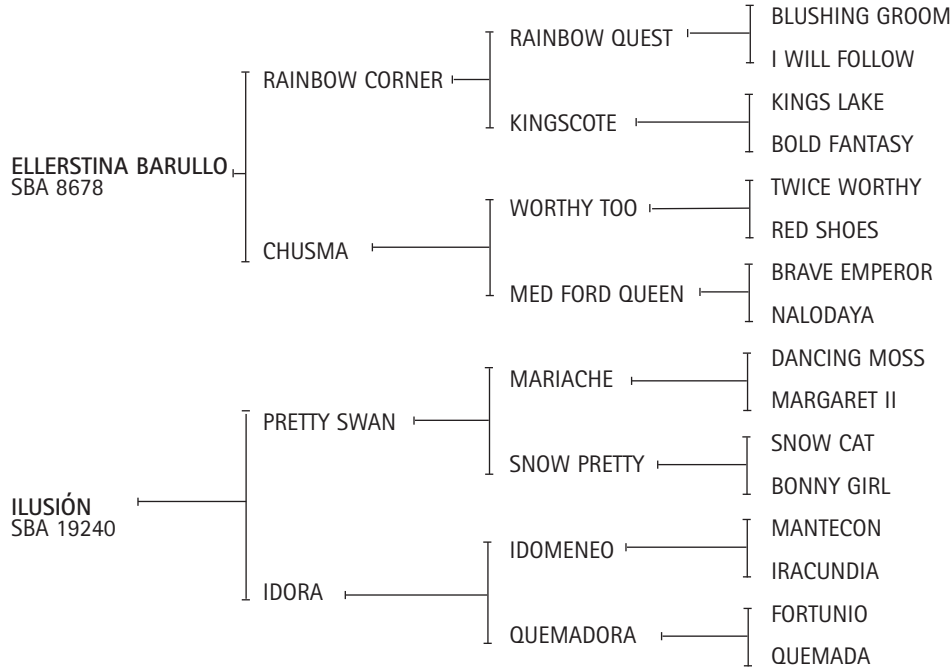 BLUSHING GROOM
RAINBOW QUEST
I WILL FOLLOW
RAINBOW CORNER
KINGS LAKE
KINGSCOTE
BOLD FANTASY
ELLERSTINA BARULLO
SBA 8678
TWICE WORTHY
WORTHY TOO
RED SHOES
CHUSMA
BRAVE EMPEROR
MED FORD QUEEN
NALODAYA
DANCING MOSS
MARIACHE
MARGARET II
PRETTY SWAN
SNOW CAT
SNOW PRETTY
BONNY GIRL
ILUSIÓN
SBA 19240
MANTECON
IDOMENEO
IRACUNDIA
IDORA
FORTUNIO
QUEMADORA
QUEMADA